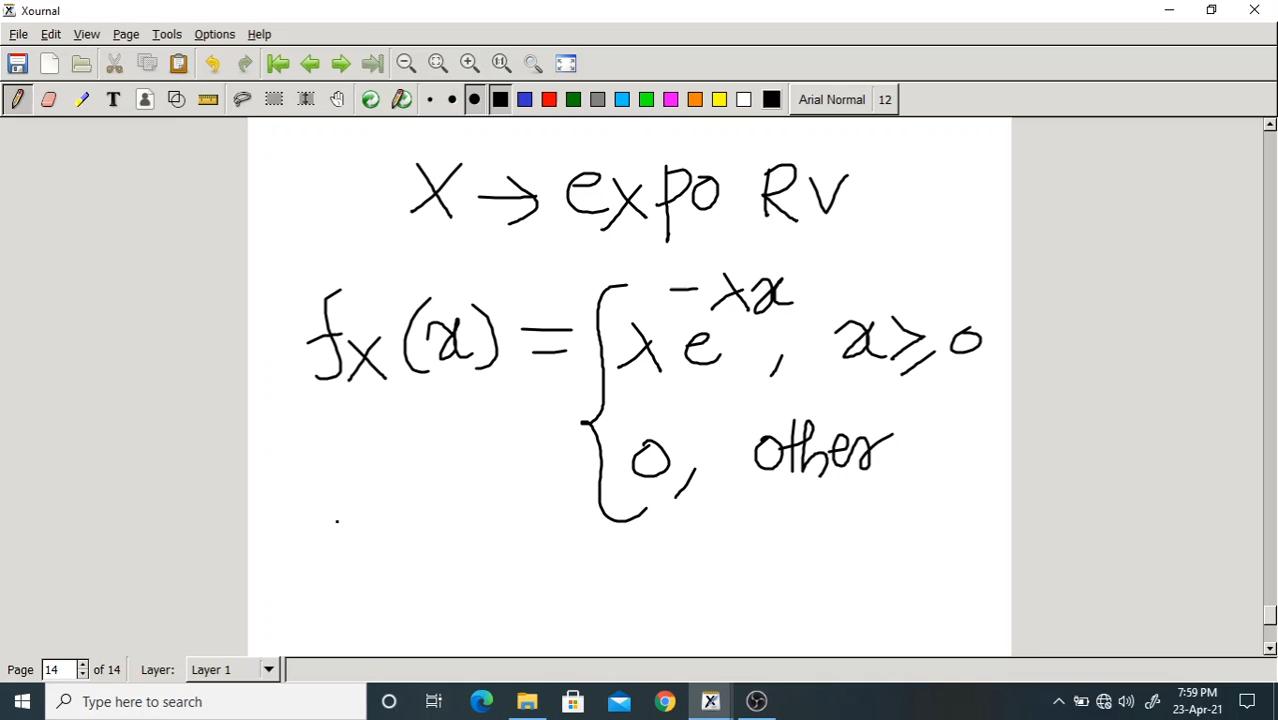 Xournal
File Edit View Page Tools Options Help
Arial Normal 12
X → expo RV
fX(x) = { λe^-λx, x ≥ 0
0, other
Page 14 of 14 Layer: Layer 1
Type here to search
7:59 PM
23-Apr-21